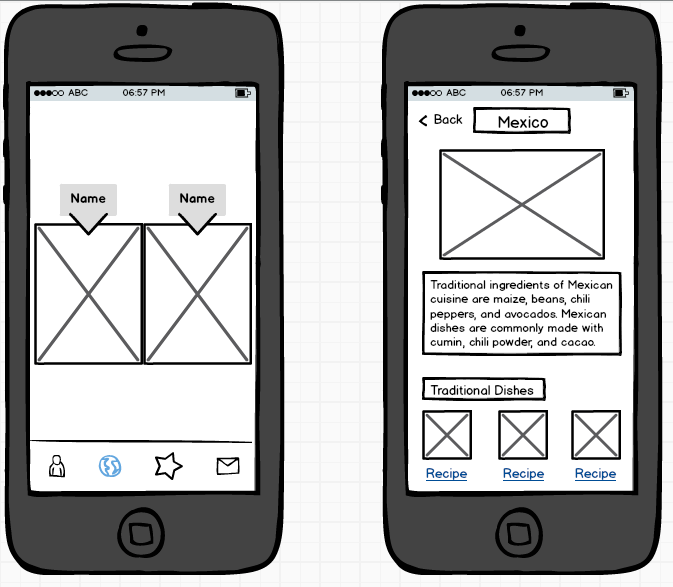 ABC 06:57 PM
Name Name
ABC 06:57 PM
Back Mexico
Traditional ingredients of Mexican
cuisine are maize, beans, chili
peppers, and avocados. Mexican
dishes are commonly made with
cumin, chili powder, and cacao.
Traditional Dishes
Recipe Recipe Recipe